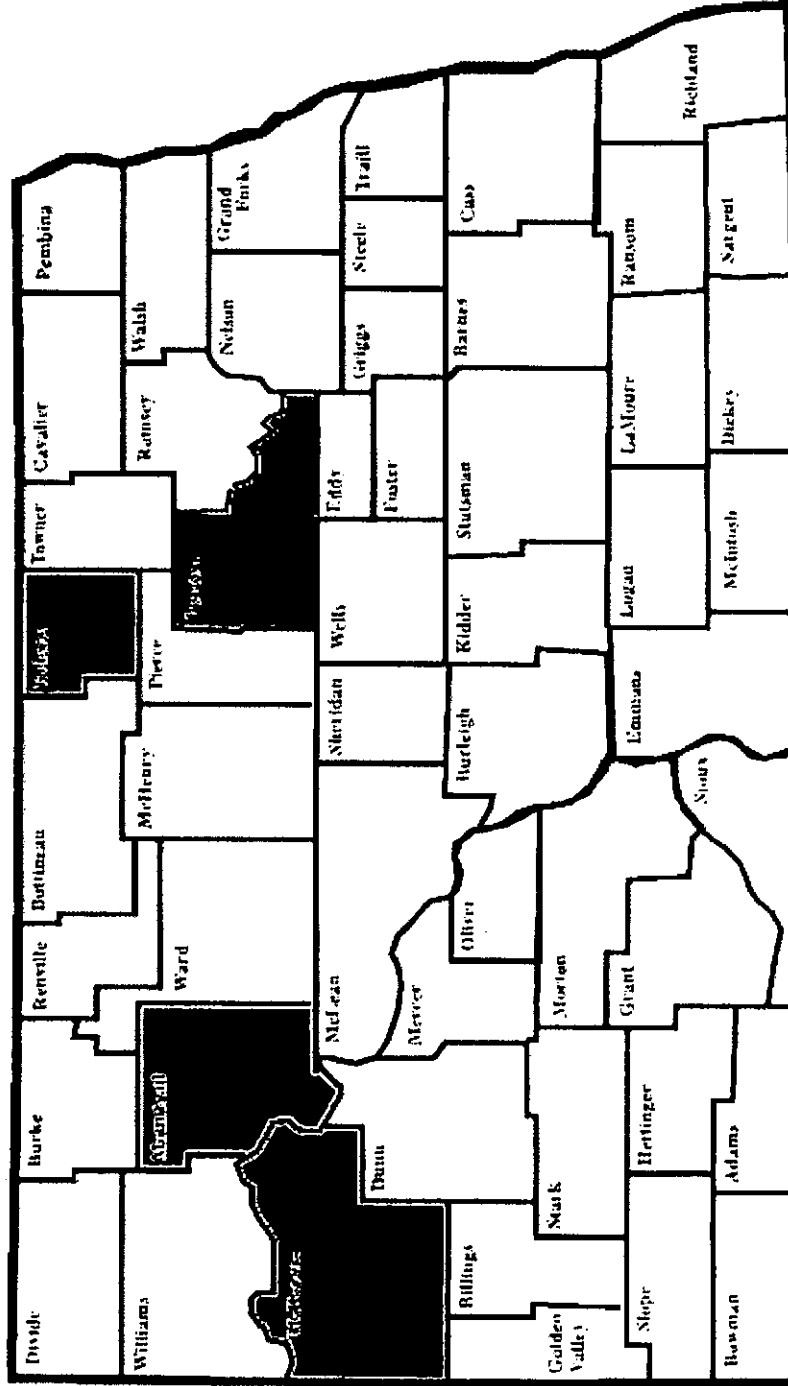 Divide
Burke
Renville
Bottineau
Rolette
Towner
Cavalier
Pembina
Williams
Mountrail
Ward
McHenry
Pierce
Ramsey
Walsh
Benson
Nelson
Grand
Forks
McKenzie
Dunn
McLean
Sheridan
Wells
Eddy
Foster
Griggs
Steele
Traill
Mercer
Oliver
Golden
Valley
Billings
Stark
Morton
Burleigh
Kidder
Stutsman
Barnes
Cass
Slope
Hettinger
Grant
Emmons
Logan
LaMoure
Ransom
Richland
Bowman
Adams
Sioux
McIntosh
Dickey
Sargent